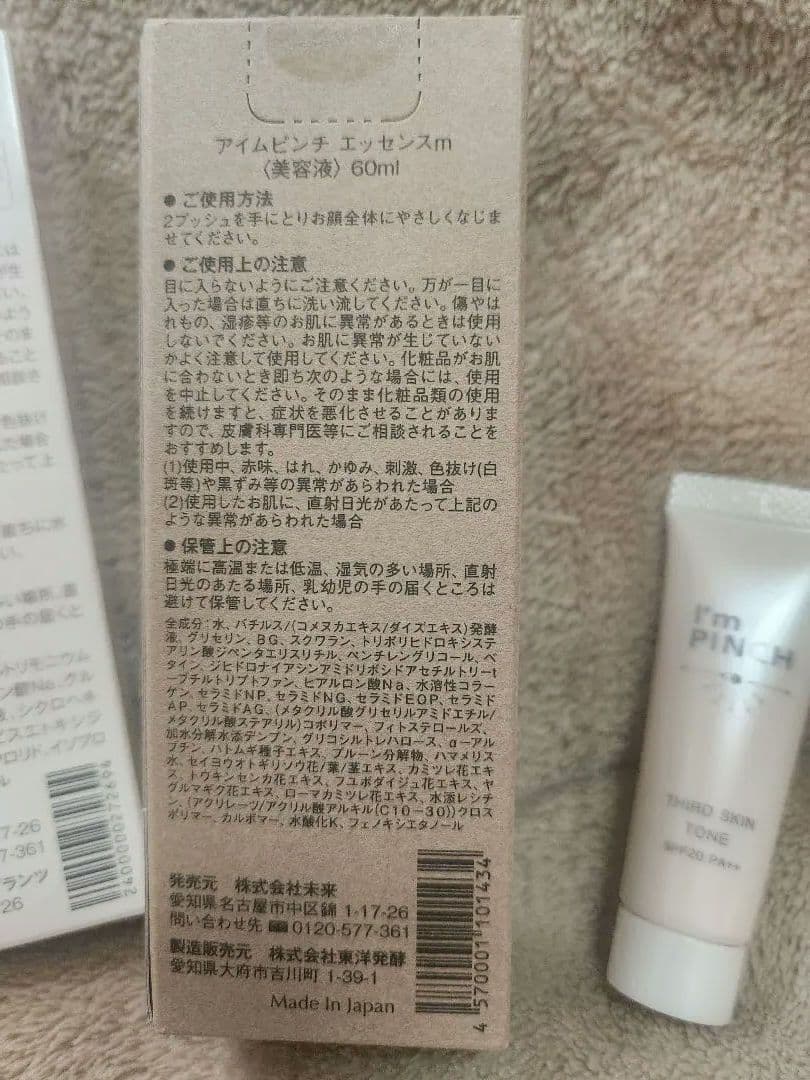 アイムピンチ エッセンスm
〈美容液〉 60ml
● ご使用方法
2プッシュを手にとりお顔全体にやさしくなじま
せてください。
● ご使用上の注意
目に入らないようにご注意ください。万が一目に
入った場合は直ちに洗い流してください。傷やは
れもの、湿疹等のお肌に異常があるときは使用
しないでください。お肌に異常が生じていない
かよく注意して使用してください。化粧品がお肌
に合わないとき即ち次のような場合には、使用
を中止してください。そのまま化粧品類の使用
を続けますと、症状を悪化させることがありま
すので、皮膚科専門医等にご相談されることを
おすすめします。
(1)使用中、赤味、はれ、かゆみ、刺激、色抜け(白
斑等)や黒ずみ等の異常があらわれた場合
(2)使用したお肌に、直射日光があたって上記の
ような異常があらわれた場合
● 保管上の注意
極端に高温または低温、湿気の多い場所、直射
日光のあたる場所、乳幼児の手の届くところは
避けて保管してください。
全成分:水、バチルス/(コメヌカエキス/ダイズエキス)発酵
液、グリセリン、BG、スクワラン、トリポリヒドロキシステ
アリン酸ジペンタエリスリチル、ペンチレングリコール、ベ
タイン、ジヒドロナイアシンアミドリボシドアセチルトリーt
ーブチルトリプトファン、ヒアルロン酸Na、水溶性コラー
ゲン、セラミドNP、セラミドNG、セラミドEOP、セラミド
AP、セラミドAG、(メタクリル酸グリセリルアミドエチル/
メタクリル酸ステアリル)コポリマー、フィトステロールズ、
加水分解水添デンプン、グリコシルトレハロース、α－アル
ブチン、ハトムギ種子エキス、プルーン分解物、ハマメリス
水、セイヨウオトギリソウ花/葉/茎エキス、カミツレ花エキ
ス、トウキンセンカ花エキス、フユボダイジュ花エキス、ヤ
グルマギク花エキス、ローマカミツレ花エキス、水添レシチ
ン、(アクリレーツ/アクリル酸アルキル(C10－30))クロス
ポリマー、カルボマー、水酸化K、フェノキシエタノール
発売元 株式会社未来
愛知県名古屋市中区錦 1-17-26
問い合わせ先 0120-577-361
製造販売元 株式会社東洋発酵
愛知県大府市吉川町 1-39-1
Made In Japan
4 570001 101434
I'm
PINCH
THIRD SKIN
TONE
SPF20 PA++